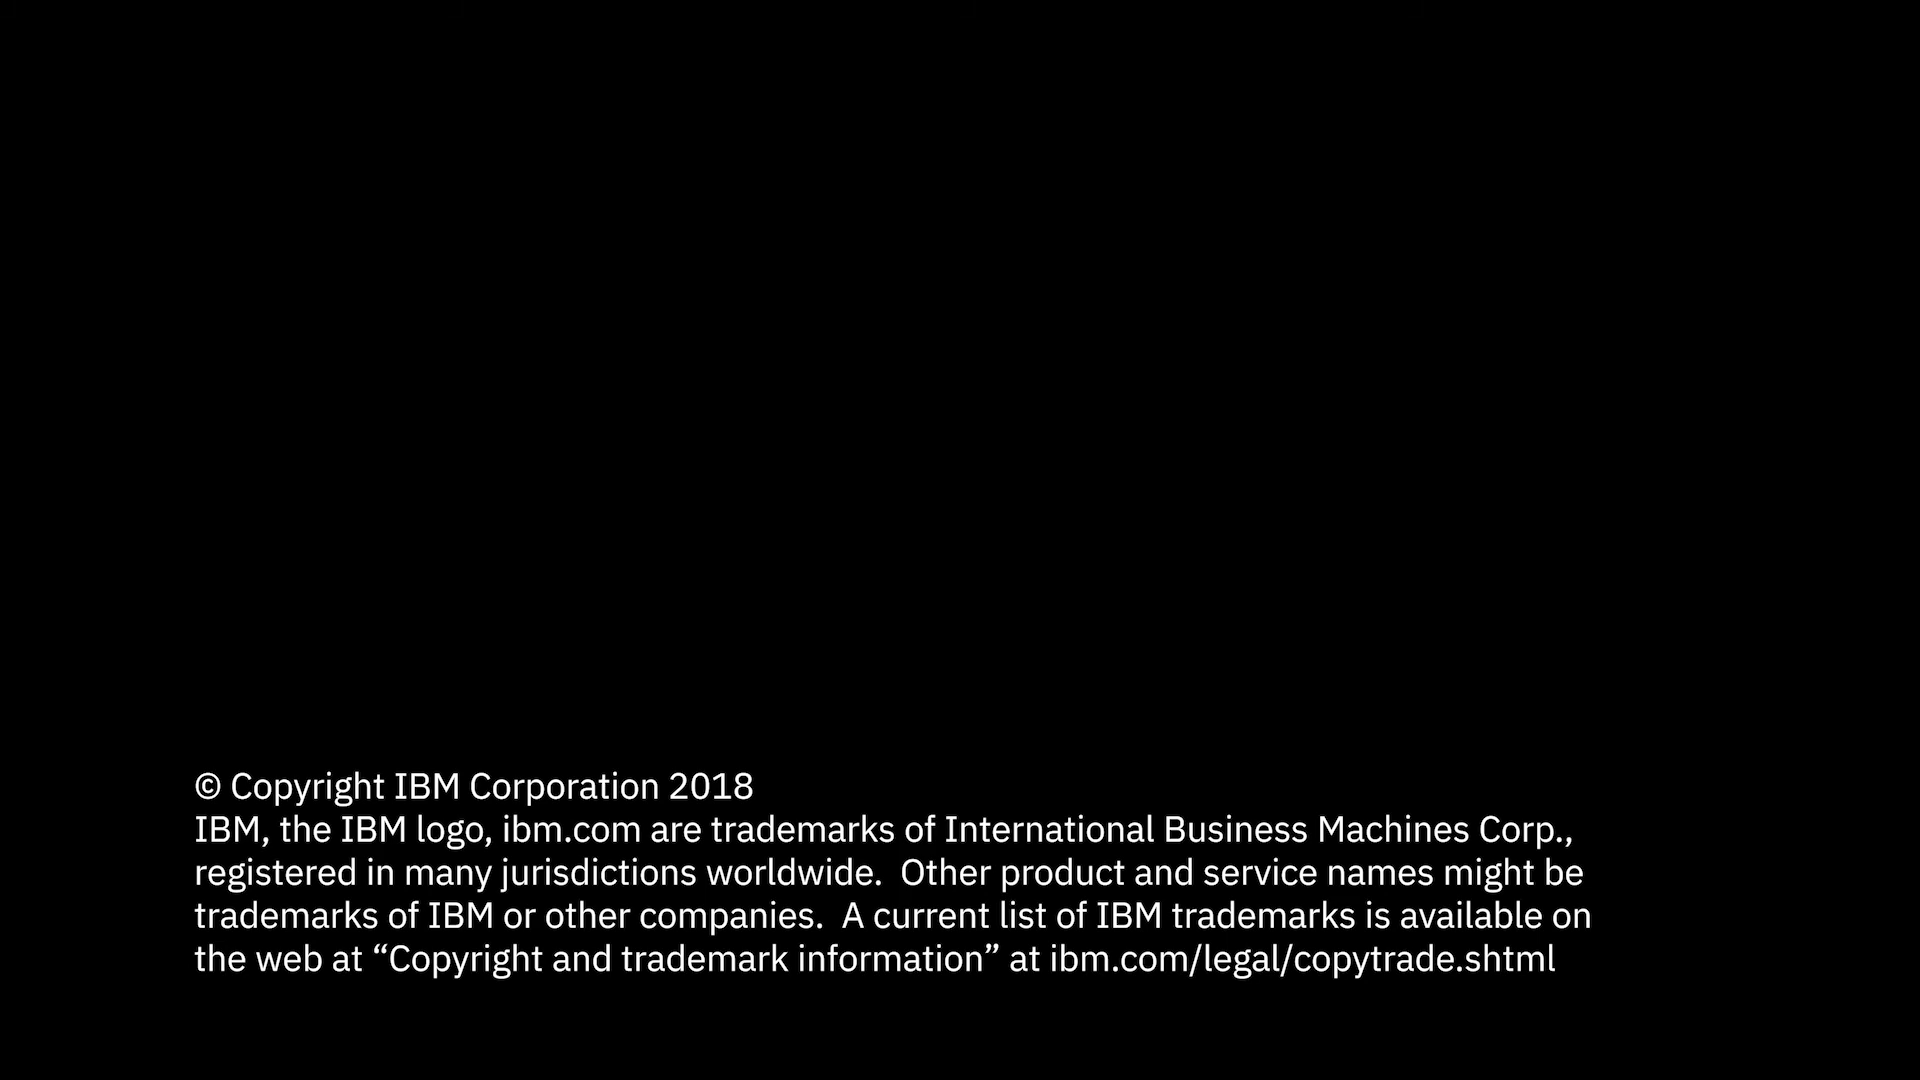 © Copyright IBM Corporation 2018
IBM, the IBM logo, ibm.com are trademarks of International Business Machines Corp.,
registered in many jurisdictions worldwide.  Other product and service names might be
trademarks of IBM or other companies.  A current list of IBM trademarks is available on
the web at “Copyright and trademark information” at ibm.com/legal/copytrade.shtml